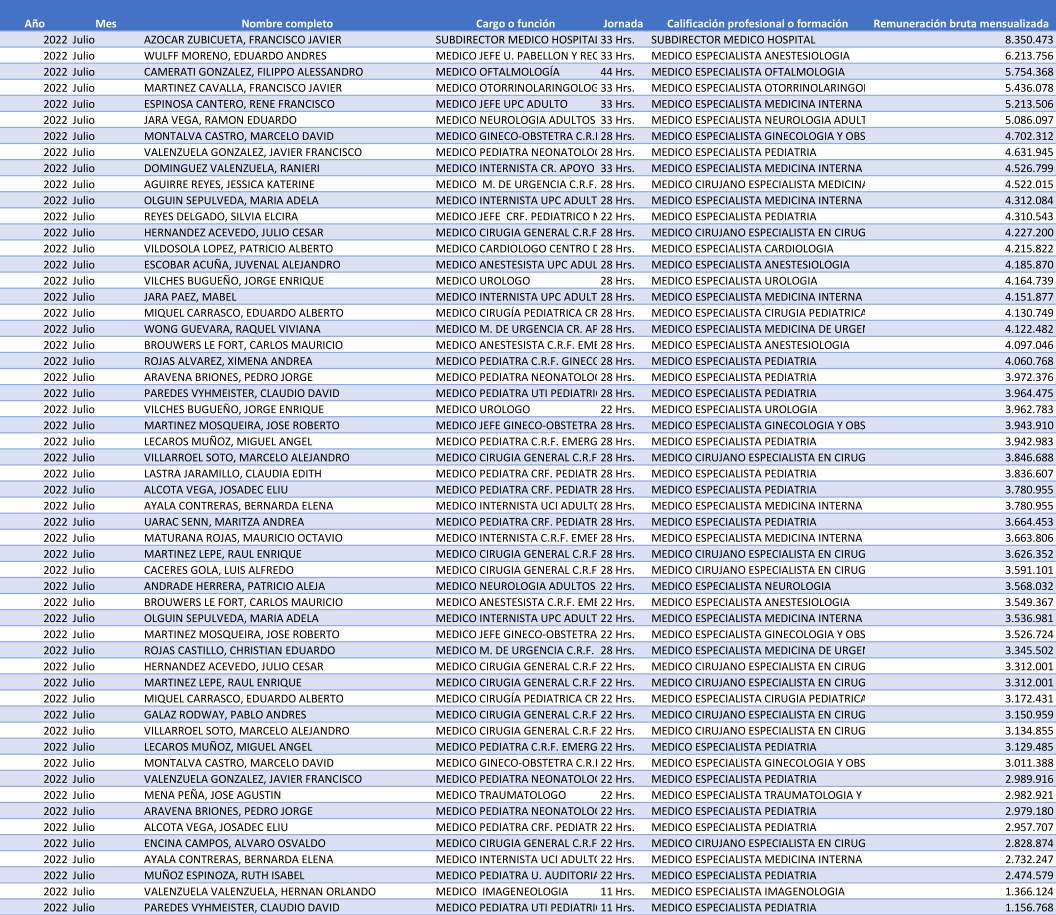 Año Mes Nombre completo Cargo o función Jornada Calificación profesional o formación Remuneración bruta mensualizada
2022 Julio AZOCAR ZUBICUETA, FRANCISCO JAVIER SUBDIRECTOR MEDICO HOSPITAL 33 Hrs. SUBDIRECTOR MEDICO HOSPITAL 8.350.473
2022 Julio WULFF MORENO, EDUARDO ANDRES MEDICO JEFE U. PABELLON Y REC 33 Hrs. MEDICO ESPECIALISTA ANESTESIOLOGIA 6.213.756
2022 Julio CAMERATI GONZALEZ, FILIPPO ALESSANDRO MEDICO OFTALMOLOGÍA 44 Hrs. MEDICO ESPECIALISTA OFTALMOLOGIA 5.754.368
2022 Julio MARTINEZ CAVALLA, FRANCISCO JAVIER MEDICO OTORRINOLARINGOLOG 33 Hrs. MEDICO ESPECIALISTA OTORRINOLARINGOL 5.436.078
2022 Julio ESPINOSA CANTERO, RENE FRANCISCO MEDICO JEFE UPC ADULTO 33 Hrs. MEDICO ESPECIALISTA MEDICINA INTERNA 5.213.506
2022 Julio JARA VEGA, RAMON EDUARDO MEDICO NEUROLOGIA ADULTOS 33 Hrs. MEDICO ESPECIALISTA NEUROLOGIA ADULT 5.086.097
2022 Julio MONTALVA CASTRO, MARCELO DAVID MEDICO GINECO-OBSTETRA C.R.F 28 Hrs. MEDICO ESPECIALISTA GINECOLOGIA Y OBS 4.702.312
2022 Julio VALENZUELA GONZALEZ, JAVIER FRANCISCO MEDICO PEDIATRA NEONATOLOG 28 Hrs. MEDICO ESPECIALISTA PEDIATRIA 4.631.945
2022 Julio DOMINGUEZ VALENZUELA, RANIERI MEDICO INTERNISTA CR. APOYO 33 Hrs. MEDICO ESPECIALISTA MEDICINA INTERNA 4.526.799
2022 Julio AGUIRRE REYES, JESSICA KATERINE MEDICO M. DE URGENCIA C.R.F. 28 Hrs. MEDICO CIRUJANO ESPECIALISTA MEDICINA 4.522.015
2022 Julio OLGUIN SEPULVEDA, MARIA ADELA MEDICO INTERNISTA UPC ADULT 28 Hrs. MEDICO ESPECIALISTA MEDICINA INTERNA 4.312.084
2022 Julio REYES DELGADO, SILVIA ELCIRA MEDICO JEFE CRF. PEDIATRICO N 22 Hrs. MEDICO ESPECIALISTA PEDIATRIA 4.310.543
2022 Julio HERNANDEZ ACEVEDO, JULIO CESAR MEDICO CIRUGIA GENERAL C.R.F 28 Hrs. MEDICO CIRUJANO ESPECIALISTA EN CIRUG 4.227.200
2022 Julio VILDOSOLA LOPEZ, PATRICIO ALBERTO MEDICO CARDIOLOGO CENTRO D 28 Hrs. MEDICO ESPECIALISTA CARDIOLOGIA 4.215.822
2022 Julio ESCOBAR ACUÑA, JUVENAL ALEJANDRO MEDICO ANESTESISTA UPC ADUL 28 Hrs. MEDICO ESPECIALISTA ANESTESIOLOGIA 4.185.870
2022 Julio VILCHES BUGUEÑO, JORGE ENRIQUE MEDICO UROLOGO 28 Hrs. MEDICO ESPECIALISTA UROLOGIA 4.164.739
2022 Julio JARA PAEZ, MABEL MEDICO INTERNISTA UPC ADULT 28 Hrs. MEDICO ESPECIALISTA MEDICINA INTERNA 4.151.877
2022 Julio MIQUEL CARRASCO, EDUARDO ALBERTO MEDICO CIRUGÍA PEDIATRICA CR 28 Hrs. MEDICO ESPECIALISTA CIRUGIA PEDIATRICA 4.130.749
2022 Julio WONG GUEVARA, RAQUEL VIVIANA MEDICO M. DE URGENCIA CR. AP 28 Hrs. MEDICO ESPECIALISTA MEDICINA DE URGEN 4.122.482
2022 Julio BROUWERS LE FORT, CARLOS MAURICIO MEDICO ANESTESISTA C.R.F. EME 28 Hrs. MEDICO ESPECIALISTA ANESTESIOLOGIA 4.097.046
2022 Julio ROJAS ALVAREZ, XIMENA ANDREA MEDICO PEDIATRA C.R.F. GINECO 28 Hrs. MEDICO ESPECIALISTA PEDIATRIA 4.060.768
2022 Julio ARAVENA BRIONES, PEDRO JORGE MEDICO PEDIATRA NEONATOLOG 28 Hrs. MEDICO ESPECIALISTA PEDIATRIA 3.972.376
2022 Julio PAREDES VYHMEISTER, CLAUDIO DAVID MEDICO PEDIATRA UTI PEDIATRI 28 Hrs. MEDICO ESPECIALISTA PEDIATRIA 3.964.475
2022 Julio VILCHES BUGUEÑO, JORGE ENRIQUE MEDICO UROLOGO 22 Hrs. MEDICO ESPECIALISTA UROLOGIA 3.962.783
2022 Julio MARTINEZ MOSQUEIRA, JOSE ROBERTO MEDICO JEFE GINECO-OBSTETRA 28 Hrs. MEDICO ESPECIALISTA GINECOLOGIA Y OBS 3.943.910
2022 Julio LECAROS MUÑOZ, MIGUEL ANGEL MEDICO PEDIATRA C.R.F. EMERG 28 Hrs. MEDICO ESPECIALISTA PEDIATRIA 3.942.983
2022 Julio VILLARROEL SOTO, MARCELO ALEJANDRO MEDICO CIRUGIA GENERAL C.R.F 28 Hrs. MEDICO CIRUJANO ESPECIALISTA EN CIRUG 3.846.688
2022 Julio LASTRA JARAMILLO, CLAUDIA EDITH MEDICO PEDIATRA CRF. PEDIATR 28 Hrs. MEDICO ESPECIALISTA PEDIATRIA 3.836.607
2022 Julio ALCOTA VEGA, JOSADEC ELIU MEDICO PEDIATRA CRF. PEDIATR 28 Hrs. MEDICO ESPECIALISTA PEDIATRIA 3.780.955
2022 Julio AYALA CONTRERAS, BERNARDA ELENA MEDICO INTERNISTA UCI ADULTO 28 Hrs. MEDICO ESPECIALISTA MEDICINA INTERNA 3.780.955
2022 Julio UARAC SENN, MARITZA ANDREA MEDICO PEDIATRA CRF. PEDIATR 28 Hrs. MEDICO ESPECIALISTA PEDIATRIA 3.664.453
2022 Julio MATURANA ROJAS, MAURICIO OCTAVIO MEDICO INTERNISTA C.R.F. EMER 28 Hrs. MEDICO ESPECIALISTA MEDICINA INTERNA 3.663.806
2022 Julio MARTINEZ LEPE, RAUL ENRIQUE MEDICO CIRUGIA GENERAL C.R.F 28 Hrs. MEDICO CIRUJANO ESPECIALISTA EN CIRUG 3.626.352
2022 Julio CACERES GOLA, LUIS ALFREDO MEDICO CIRUGIA GENERAL C.R.F 28 Hrs. MEDICO CIRUJANO ESPECIALISTA EN CIRUG 3.591.101
2022 Julio ANDRADE HERRERA, PATRICIO ALEJA MEDICO NEUROLOGIA ADULTOS 22 Hrs. MEDICO ESPECIALISTA NEUROLOGIA 3.568.032
2022 Julio BROUWERS LE FORT, CARLOS MAURICIO MEDICO ANESTESISTA C.R.F. EME 22 Hrs. MEDICO ESPECIALISTA ANESTESIOLOGIA 3.549.367
2022 Julio OLGUIN SEPULVEDA, MARIA ADELA MEDICO INTERNISTA UPC ADULT 22 Hrs. MEDICO ESPECIALISTA MEDICINA INTERNA 3.536.981
2022 Julio MARTINEZ MOSQUEIRA, JOSE ROBERTO MEDICO JEFE GINECO-OBSTETRA 22 Hrs. MEDICO ESPECIALISTA GINECOLOGIA Y OBS 3.526.724
2022 Julio ROJAS CASTILLO, CHRISTIAN EDUARDO MEDICO M. DE URGENCIA C.R.F. 28 Hrs. MEDICO ESPECIALISTA MEDICINA DE URGEN 3.345.502
2022 Julio HERNANDEZ ACEVEDO, JULIO CESAR MEDICO CIRUGIA GENERAL C.R.F 22 Hrs. MEDICO CIRUJANO ESPECIALISTA EN CIRUG 3.312.001
2022 Julio MARTINEZ LEPE, RAUL ENRIQUE MEDICO CIRUGIA GENERAL C.R.F 22 Hrs. MEDICO CIRUJANO ESPECIALISTA EN CIRUG 3.312.001
2022 Julio MIQUEL CARRASCO, EDUARDO ALBERTO MEDICO CIRUGÍA PEDIATRICA CR 22 Hrs. MEDICO ESPECIALISTA CIRUGIA PEDIATRICA 3.172.431
2022 Julio GALAZ RODWAY, PABLO ANDRES MEDICO CIRUGIA GENERAL C.R.F 22 Hrs. MEDICO CIRUJANO ESPECIALISTA EN CIRUG 3.150.959
2022 Julio VILLARROEL SOTO, MARCELO ALEJANDRO MEDICO CIRUGIA GENERAL C.R.F 22 Hrs. MEDICO CIRUJANO ESPECIALISTA EN CIRUG 3.134.855
2022 Julio LECAROS MUÑOZ, MIGUEL ANGEL MEDICO PEDIATRA C.R.F. EMERG 22 Hrs. MEDICO ESPECIALISTA PEDIATRIA 3.129.485
2022 Julio MONTALVA CASTRO, MARCELO DAVID MEDICO GINECO-OBSTETRA C.R.F 22 Hrs. MEDICO ESPECIALISTA GINECOLOGIA Y OBS 3.011.388
2022 Julio VALENZUELA GONZALEZ, JAVIER FRANCISCO MEDICO PEDIATRA NEONATOLOG 22 Hrs. MEDICO ESPECIALISTA PEDIATRIA 2.989.916
2022 Julio MENA PEÑA, JOSE AGUSTIN MEDICO TRAUMATOLOGO 22 Hrs. MEDICO ESPECIALISTA TRAUMATOLOGIA Y 2.982.921
2022 Julio ARAVENA BRIONES, PEDRO JORGE MEDICO PEDIATRA NEONATOLOG 22 Hrs. MEDICO ESPECIALISTA PEDIATRIA 2.979.180
2022 Julio ALCOTA VEGA, JOSADEC ELIU MEDICO PEDIATRA CRF. PEDIATR 22 Hrs. MEDICO ESPECIALISTA PEDIATRIA 2.957.707
2022 Julio ENCINA CAMPOS, ALVARO OSVALDO MEDICO CIRUGIA GENERAL C.R.F 22 Hrs. MEDICO CIRUJANO ESPECIALISTA EN CIRUG 2.828.874
2022 Julio AYALA CONTRERAS, BERNARDA ELENA MEDICO INTERNISTA UCI ADULTO 22 Hrs. MEDICO ESPECIALISTA MEDICINA INTERNA 2.732.247
2022 Julio MUÑOZ ESPINOZA, RUTH ISABEL MEDICO PEDIATRA U. AUDITORIA 22 Hrs. MEDICO ESPECIALISTA PEDIATRIA 2.474.579
2022 Julio VALENZUELA VALENZUELA, HERNAN ORLANDO MEDICO IMAGENEOLOGIA 11 Hrs. MEDICO ESPECIALISTA IMAGENOLOGIA 1.366.124
2022 Julio PAREDES VYHMEISTER, CLAUDIO DAVID MEDICO PEDIATRA UTI PEDIATRI 11 Hrs. MEDICO ESPECIALISTA PEDIATRIA 1.156.768